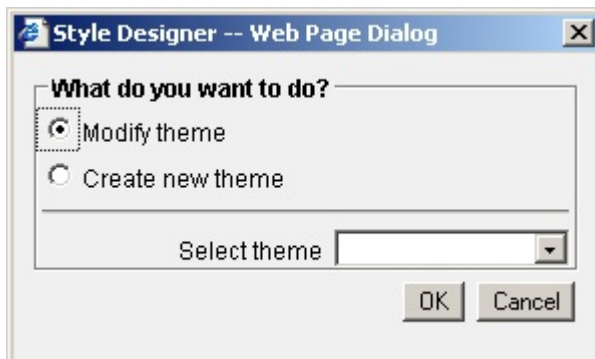 Style Designer -- Web Page Dialog
What do you want to do?
Modify theme
Create new theme
Select theme
OK Cancel